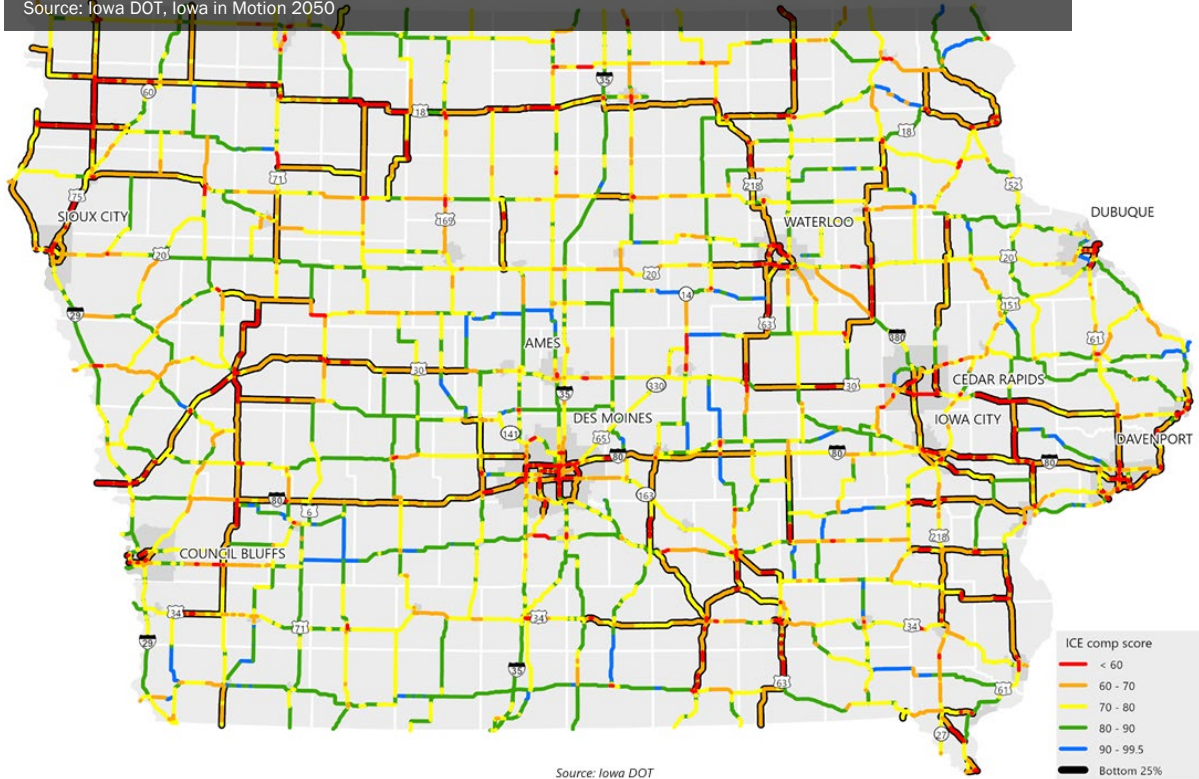 Source: Iowa DOT, Iowa in Motion 2050
35
60
18
18
71
218
52
75
SIOUX CITY
169
WATERLOO
DUBUQUE
20
20
20
14
151
29
63
61
380
AMES
30
330
30
35
CEDAR RAPIDS
DES MOINES
IOWA CITY
141
65
80
80
80
DAVENPORT
163
80
6
218
COUNCIL BLUFFS
34
71
34
34
29
35
63
61
27
ICE comp score
< 60
60 - 70
70 - 80
80 - 90
90 - 99.5
Bottom 25%
Source: Iowa DOT